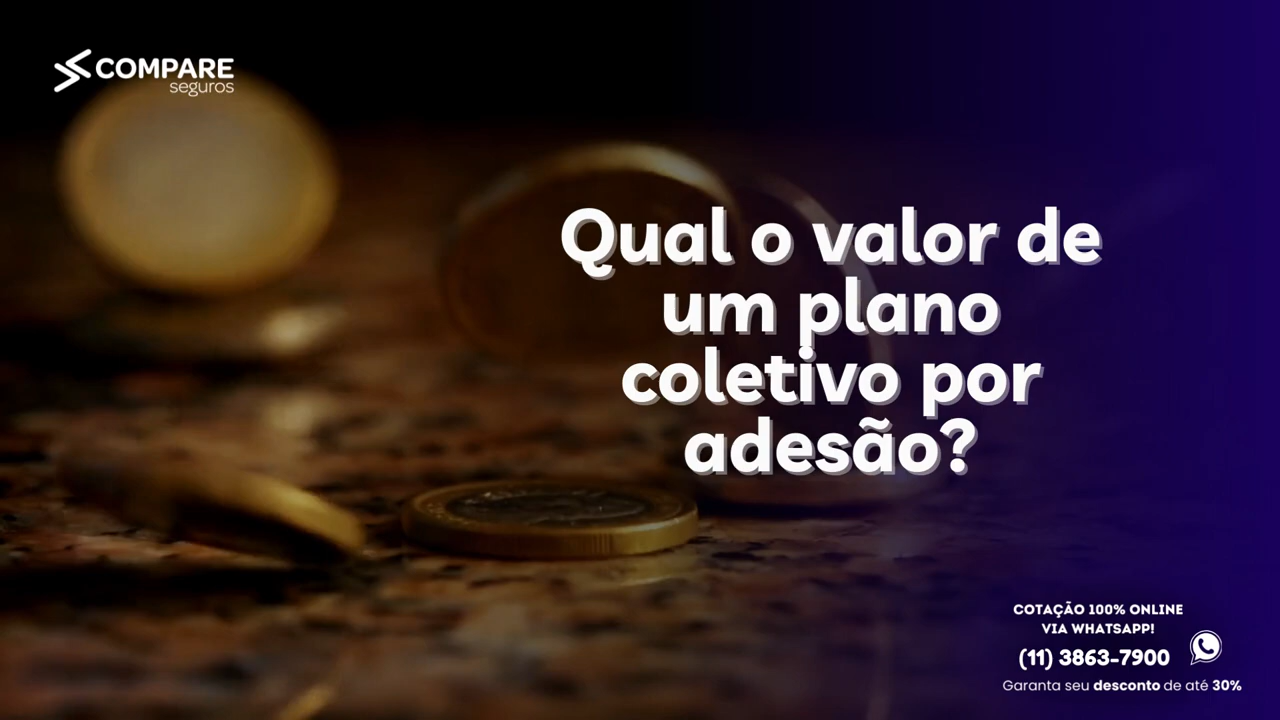 COMPARE
seguros
Qual o valor de
um plano
coletivo por
adesão?
COTAÇÃO 100% ONLINE
VIA WHATSAPP!
(11) 3863-7900
Garanta seu desconto de até 30%